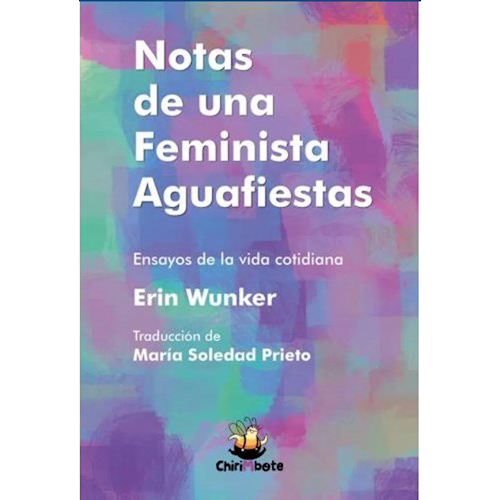 Notas
de una
Feminista
Aguafiestas
Ensayos de la vida cotidiana
Erin Wunker
Traducción de
María Soledad Prieto
ChiriMbote